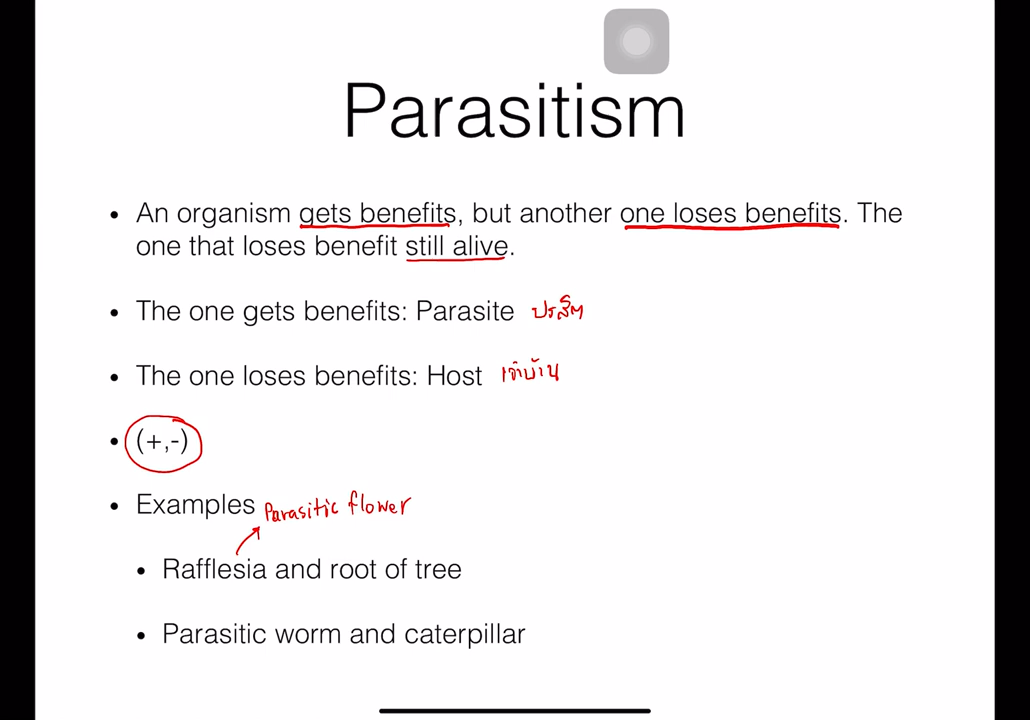 Parasitism
• An organism gets benefits, but another one loses benefits. The
one that loses benefit still alive.
• The one gets benefits: Parasite ปรสิต
• The one loses benefits: Host เจ้าบ้าน
• (+,-)
• Examples Parasitic flower
• Rafflesia and root of tree
• Parasitic worm and caterpillar